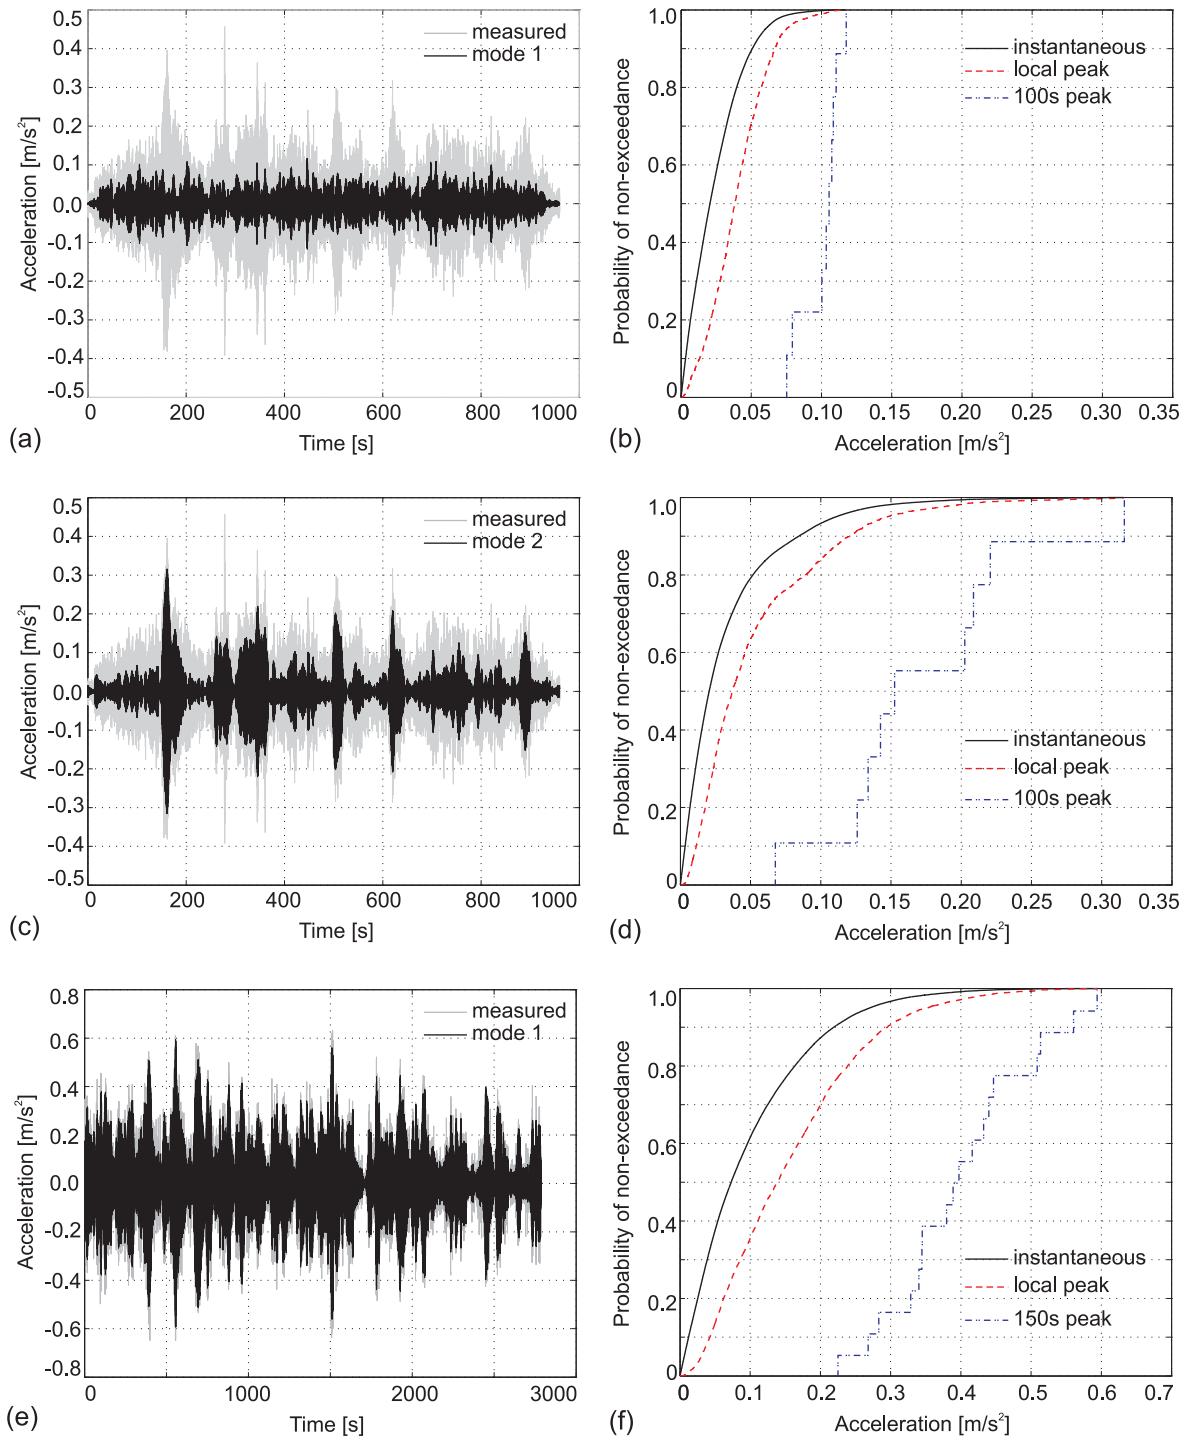 0.5
0.4
0.3
0.2
0.1
0.0
-0.1
-0.2
-0.3
-0.4
-0.5
Acceleration [m/s²]
measured
mode 1
0 200 400 600 800 1000
Time [s]
(a)
1.0
0.8
0.6
0.4
0.2
0
Probability of non-exceedance
instantaneous
local peak
100s peak
0 0.05 0.10 0.15 0.20 0.25 0.30 0.35
Acceleration [m/s²]
(b)
0.5
0.4
0.3
0.2
0.1
0.0
-0.1
-0.2
-0.3
-0.4
-0.5
Acceleration [m/s²]
measured
mode 2
0 200 400 600 800 1000
Time [s]
(c)
1.0
0.8
0.6
0.4
0.2
0
Probability of non-exceedance
instantaneous
local peak
100s peak
0 0.05 0.10 0.15 0.20 0.25 0.30 0.35
Acceleration [m/s²]
(d)
0.8
0.6
0.4
0.2
0.0
-0.2
-0.4
-0.6
-0.8
Acceleration [m/s²]
measured
mode 1
0 1000 2000 3000
Time [s]
(e)
1.0
0.8
0.6
0.4
0.2
0
Probability of non-exceedance
instantaneous
local peak
150s peak
0 0.1 0.2 0.3 0.4 0.5 0.6 0.7
Acceleration [m/s²]
(f)